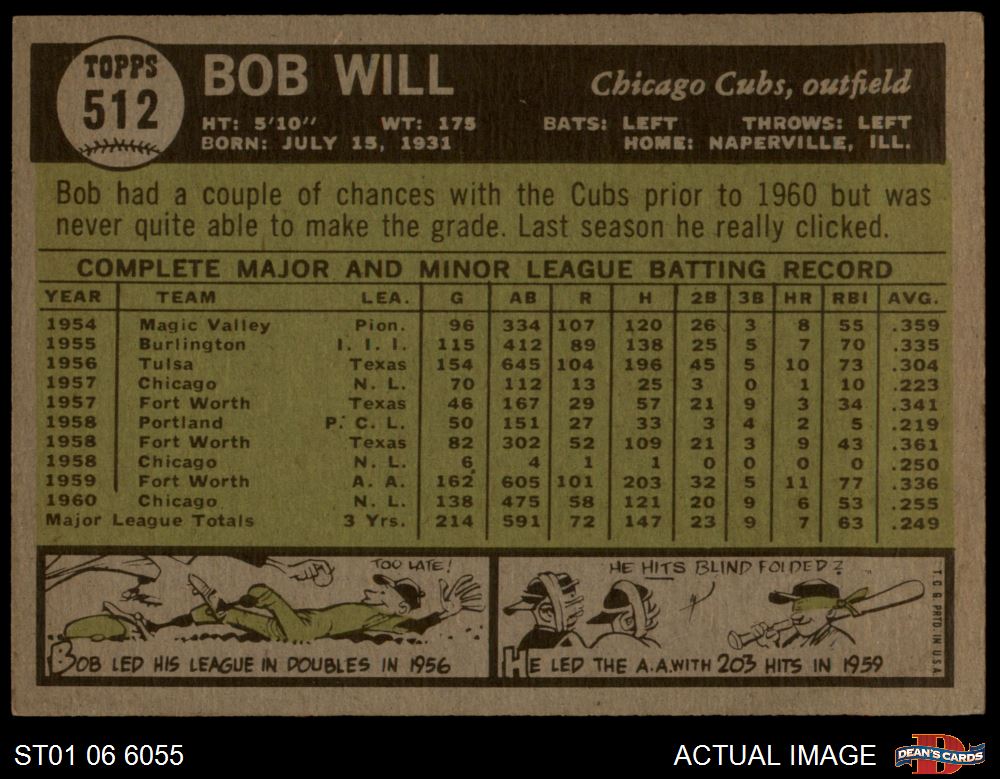 TOPPS
512
BOB WILL
Chicago Cubs, outfield
HT: 5'10" WT: 175 BATS: LEFT THROWS: LEFT
BORN: JULY 15, 1931 HOME: NAPERVILLE, ILL.
Bob had a couple of chances with the Cubs prior to 1960 but was
never quite able to make the grade. Last season he really clicked.
COMPLETE MAJOR AND MINOR LEAGUE BATTING RECORD
YEAR TEAM LEA. G AB R H 2B 3B HR RBI AVG.
1954 Magic Valley Pion. 96 334 107 120 26 3 8 55 .359
1955 Burlington I. I. I. 115 412 89 138 25 5 7 70 .335
1956 Tulsa Texas 154 645 104 196 45 5 10 73 .304
1957 Chicago N. L. 70 112 13 25 3 0 1 10 .223
1957 Fort Worth Texas 46 167 29 57 21 9 3 34 .341
1958 Portland P. C. L. 50 151 27 33 3 4 2 5 .219
1958 Fort Worth Texas 82 302 52 109 21 3 9 43 .361
1958 Chicago N. L. 6 4 1 1 0 0 0 0 .250
1959 Fort Worth A. A. 162 605 101 203 32 5 11 77 .336
1960 Chicago N. L. 138 475 58 121 20 9 6 53 .255
Major League Totals 3 Yrs. 214 591 72 147 23 9 7 63 .249
TOO LATE!
BOB LED HIS LEAGUE IN DOUBLES IN 1956
HE HITS BLIND FOLDED?
HE LED THE A.A. WITH 203 HITS IN 1959
T.C.G. PRTD. IN U.S.A.
ST01 06 6055
ACTUAL IMAGE
D
DEAN'S CARDS